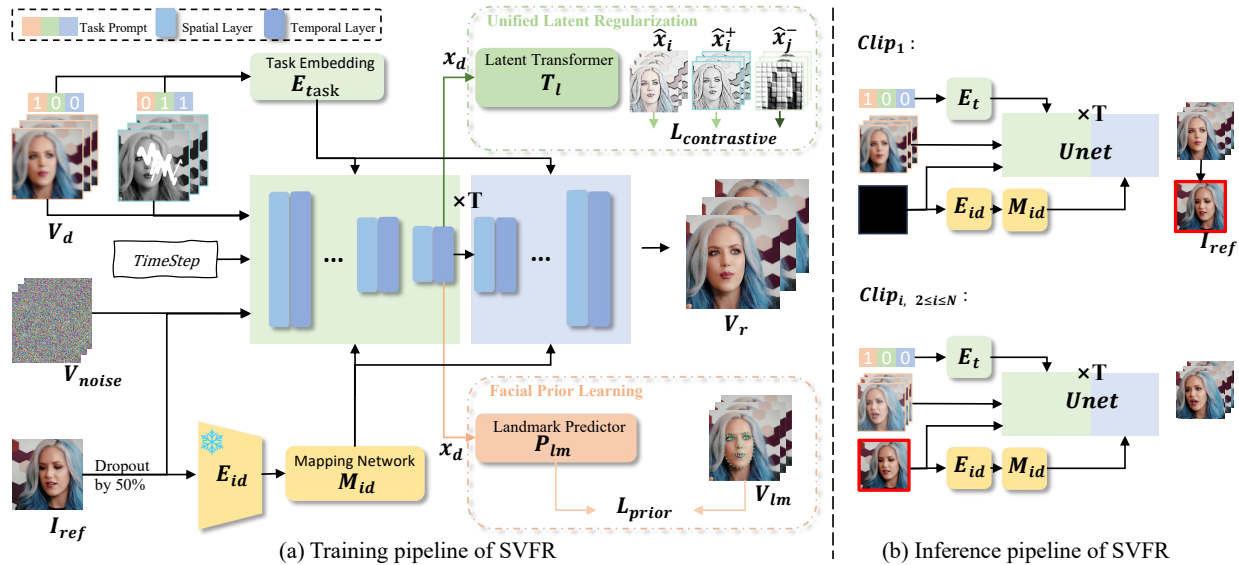 Task Prompt
Spatial Layer
Temporal Layer
Unified Latent Regularization
x_d
Latent Transformer
T_l
x̂_i
x̂_i^+
x̂_j^-
L_contrastive
Task Embedding
E_task
1 0 0
0 1 1
V_d
TimeStep
V_noise
×T
...
...
V_r
I_ref
Dropout
by 50%
E_id
Mapping Network
M_id
Facial Prior Learning
x_d
Landmark Predictor
P_lm
V_lm
L_prior
(a) Training pipeline of SVFR
Clip_1 :
1 0 0
E_t
×T
Unet
E_id
M_id
I_ref
Clip_i, 2≤i≤N :
1 0 0
E_t
×T
Unet
E_id
M_id
(b) Inference pipeline of SVFR